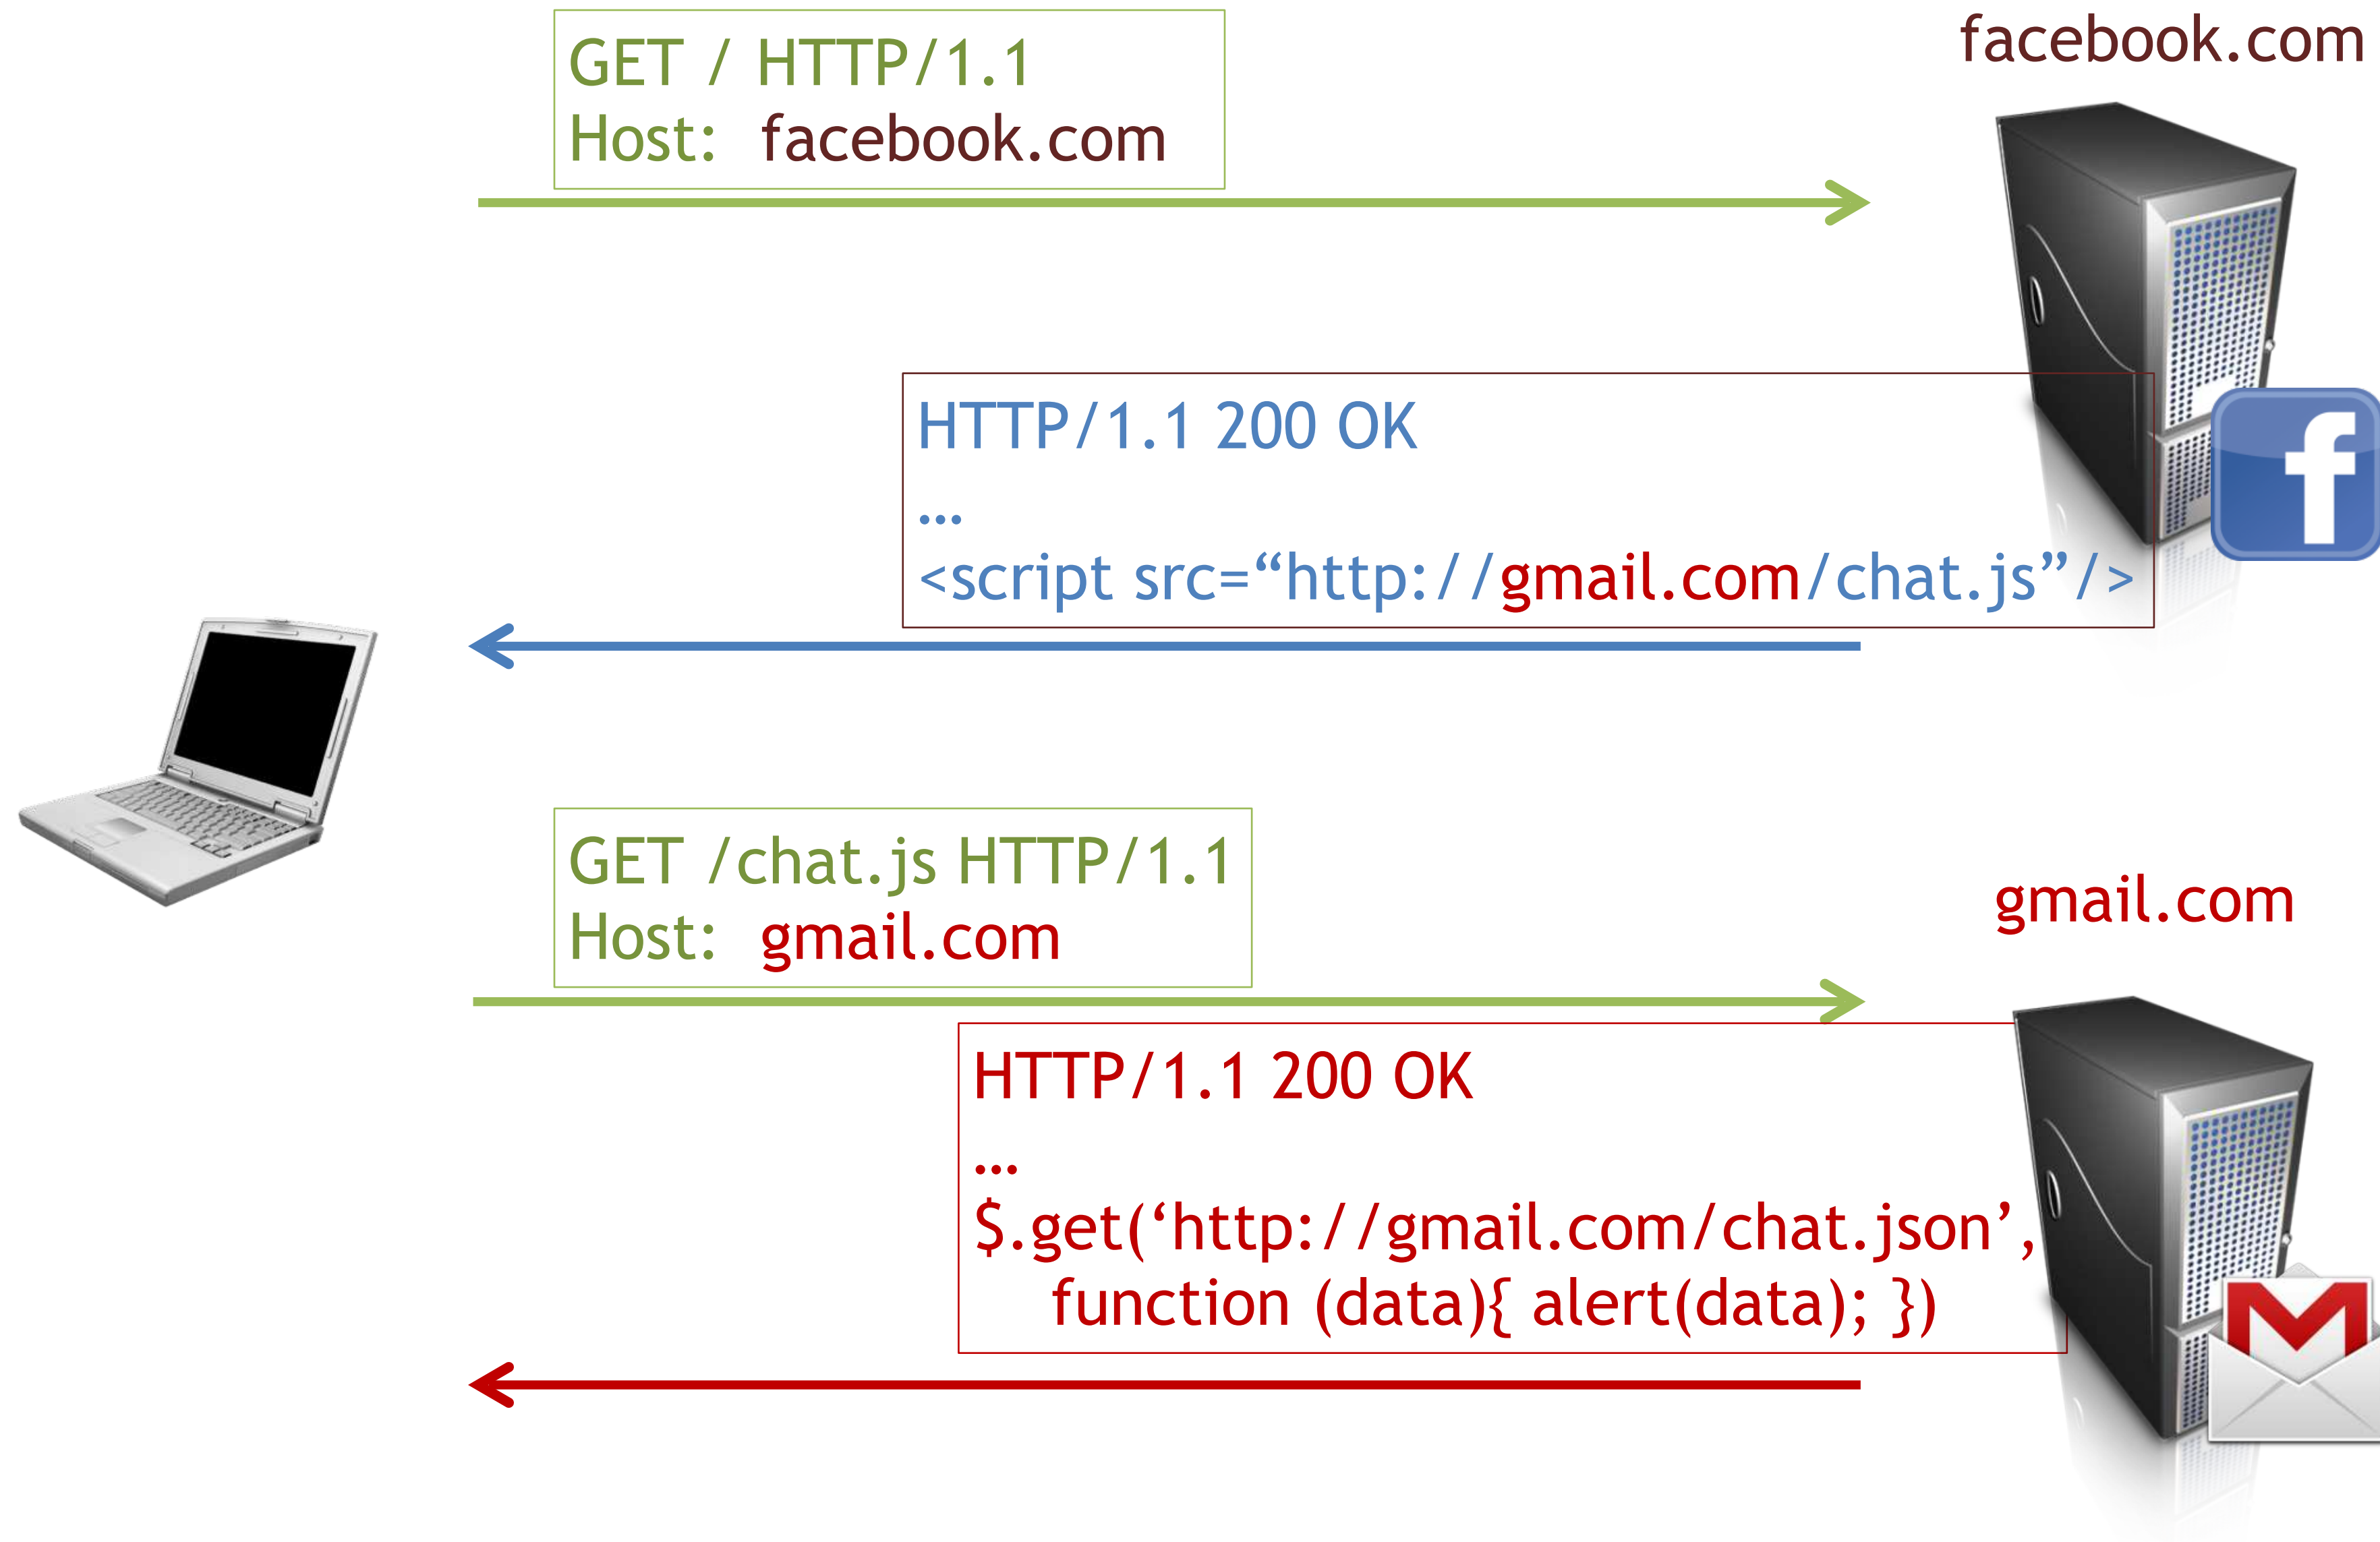 facebook.com
GET / HTTP/1.1
Host: facebook.com
HTTP/1.1 200 OK
…
<script src=“http://gmail.com/chat.js”/>
GET /chat.js HTTP/1.1
Host: gmail.com
gmail.com
HTTP/1.1 200 OK
…
$.get(‘http://gmail.com/chat.json’,
function (data){ alert(data); })